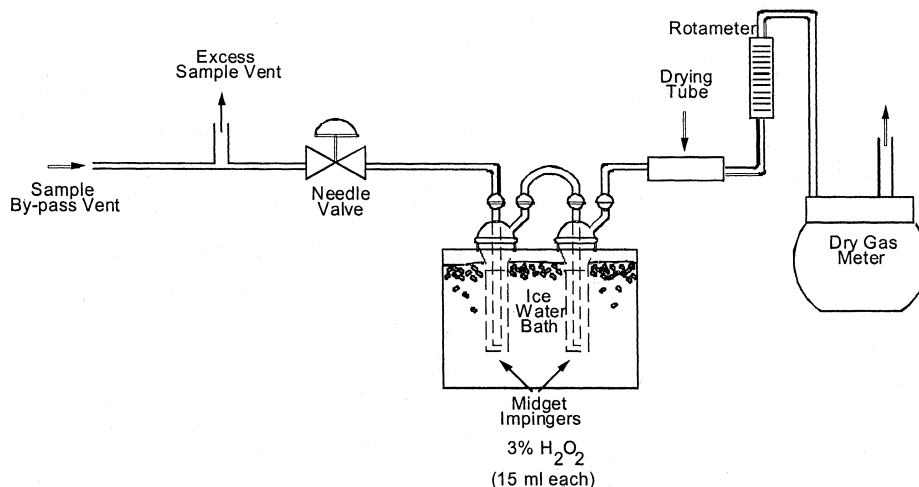 Excess
Sample Vent
Rotameter
Drying
Tube
Sample
By-pass Vent
Needle
Valve
Dry Gas
Meter
Ice
Water
Bath
Midget
Impingers
3% H₂O₂
(15 ml each)